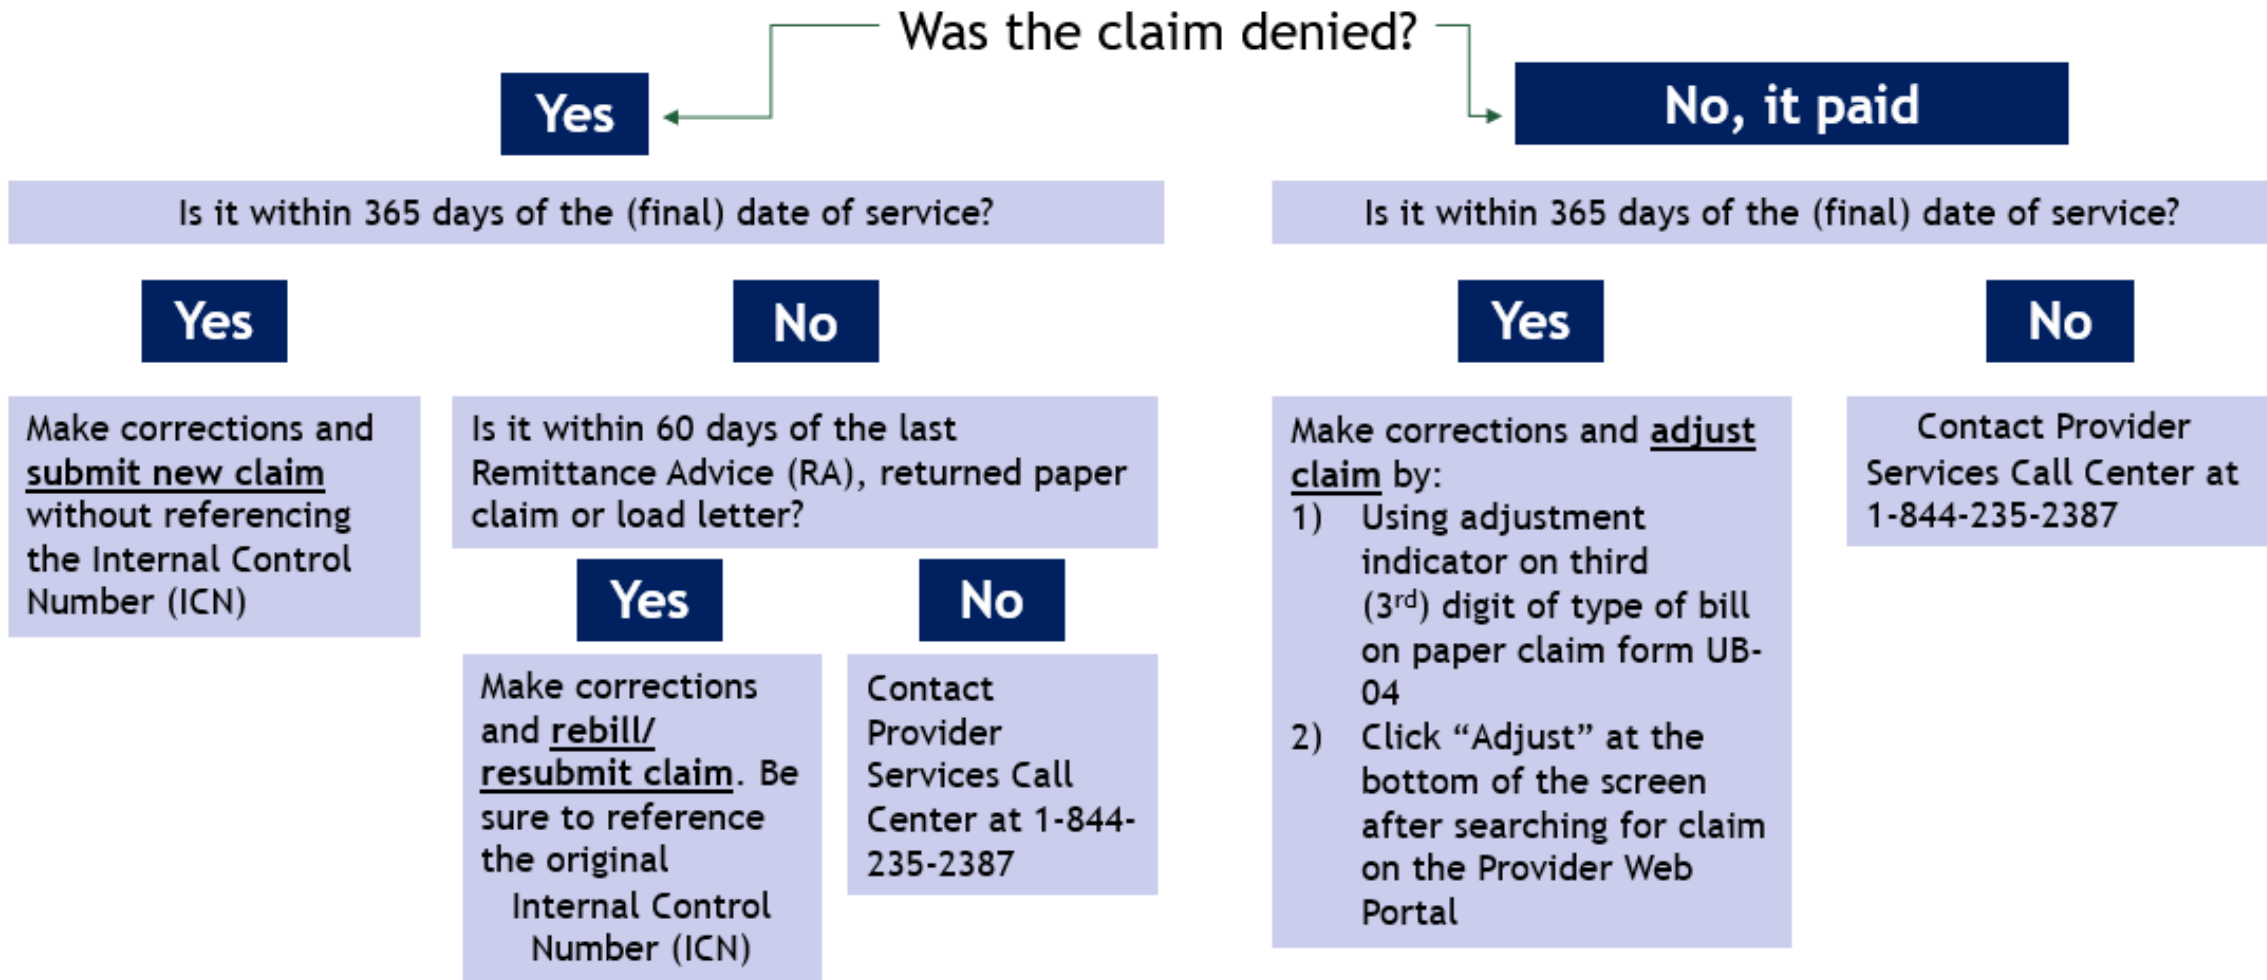 Was the claim denied?
Yes
No, it paid
Is it within 365 days of the (final) date of service?
Is it within 365 days of the (final) date of service?
Yes
No
Yes
No
Make corrections and
submit new claim
without referencing
the Internal Control
Number (ICN)
Is it within 60 days of the last
Remittance Advice (RA), returned paper
claim or load letter?
Yes
No
Make corrections
and rebill/
resubmit claim. Be
sure to reference
the original
Internal Control
Number (ICN)
Contact
Provider
Services Call
Center at 1-844-
235-2387
Make corrections and adjust
claim by:
1) Using adjustment
indicator on third
(3rd) digit of type of bill
on paper claim form UB-
04
2) Click “Adjust” at the
bottom of the screen
after searching for claim
on the Provider Web
Portal
Contact Provider
Services Call Center at
1-844-235-2387